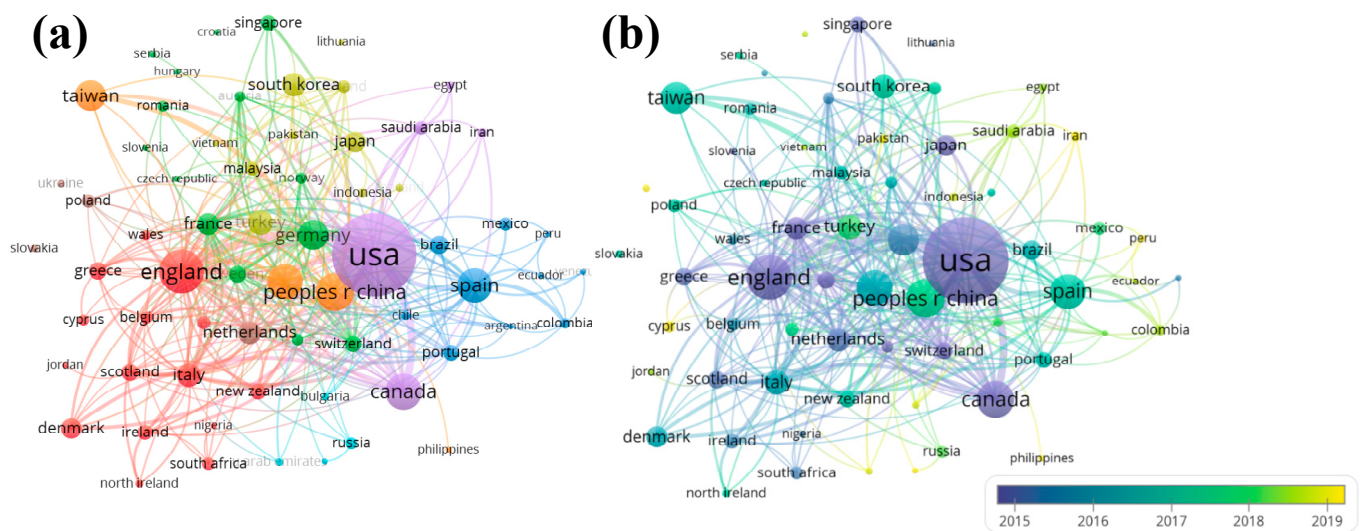 (a)
singapore
croatia
lithuania
serbia
hungary
south korea
taiwan
austria
egypt
romania
saudi arabia
iran
pakistan
vietnam
japan
slovenia
malaysia
czech republic
norway
ukraine
indonesia
poland
france
turkey
germany
mexico
peru
wales
slovakia
usa
brazil
greece
england
ecuador
spain
peoples r china
chile
cyprus
belgium
netherlands
argentina
colombia
switzerland
portugal
jordan
scotland
italy
new zealand
bulgaria
canada
denmark
ireland
nigeria
russia
philippines
south africa
arab emirates
north ireland
(b)
singapore
lithuania
serbia
south korea
taiwan
egypt
romania
saudi arabia
iran
pakistan
vietnam
japan
slovenia
malaysia
czech republic
indonesia
poland
france
turkey
mexico
peru
wales
slovakia
usa
brazil
greece
england
ecuador
spain
peoples r china
cyprus
belgium
netherlands
colombia
switzerland
portugal
jordan
scotland
italy
new zealand
canada
denmark
ireland
nigeria
russia
philippines
south africa
north ireland
2015 2016 2017 2018 2019